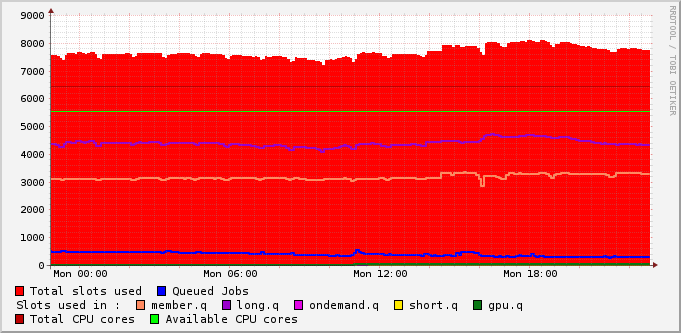 9000
8000
7000
6000
5000
4000
3000
2000
1000
0
Mon 00:00 Mon 06:00 Mon 12:00 Mon 18:00
RRDTOOL / TOBI OETIKER
Total slots used Queued Jobs
Slots used in : member.q long.q ondemand.q short.q gpu.q
Total CPU cores Available CPU cores